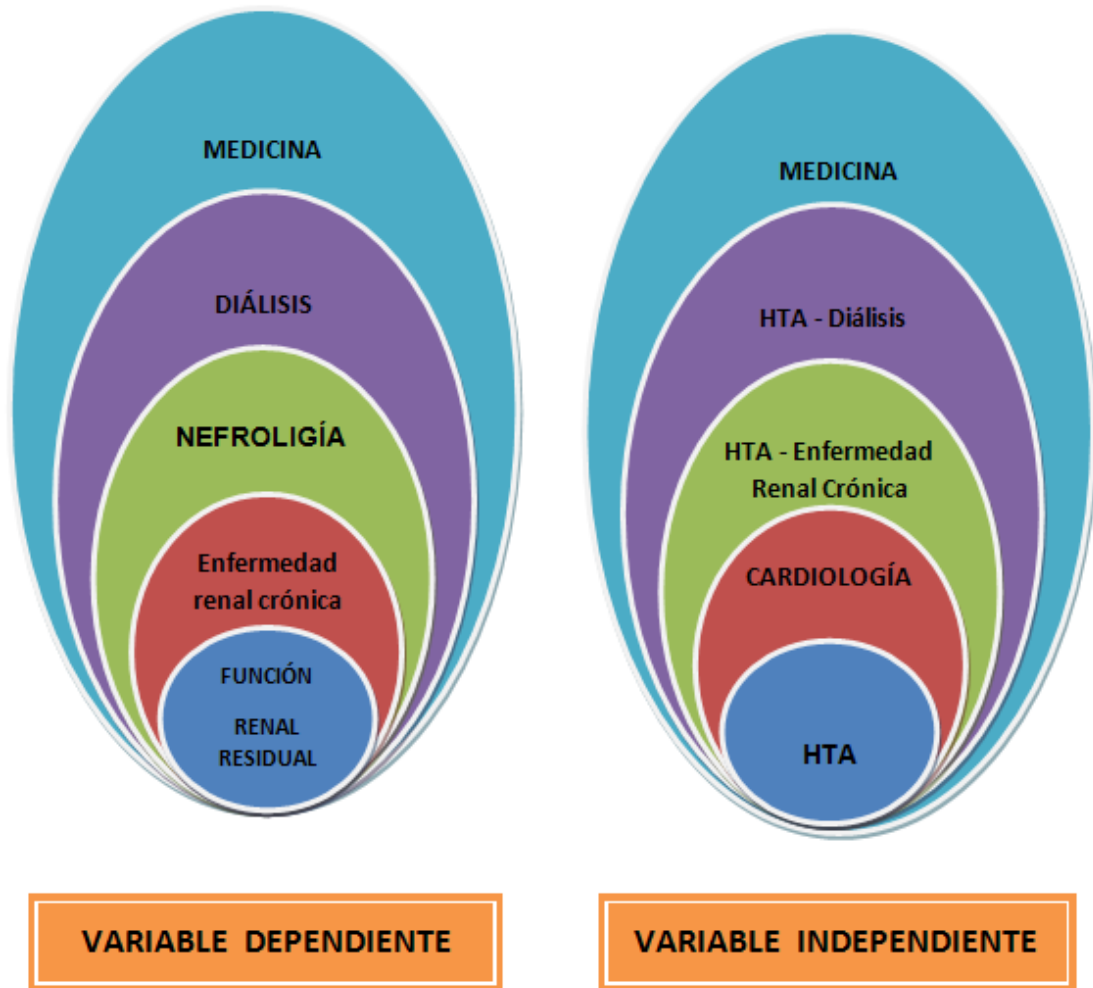 MEDICINA
DIÁLISIS
NEFROLIGÍA
Enfermedad
renal crónica
FUNCIÓN
RENAL
RESIDUAL
VARIABLE DEPENDIENTE
MEDICINA
HTA - Diálisis
HTA - Enfermedad
Renal Crónica
CARDIOLOGÍA
HTA
VARIABLE INDEPENDIENTE